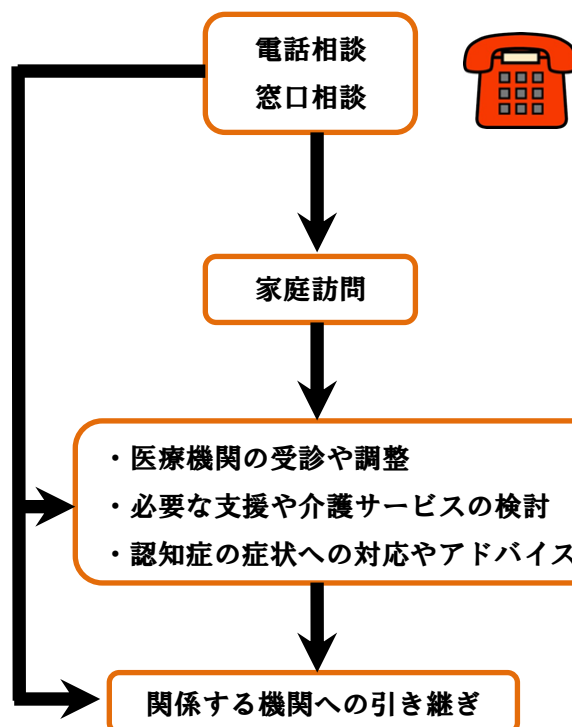 電話相談
窓口相談
家庭訪問
・医療機関の受診や調整
・必要な支援や介護サービスの検討
・認知症の症状への対応やアドバイス
関係する機関への引き継ぎ